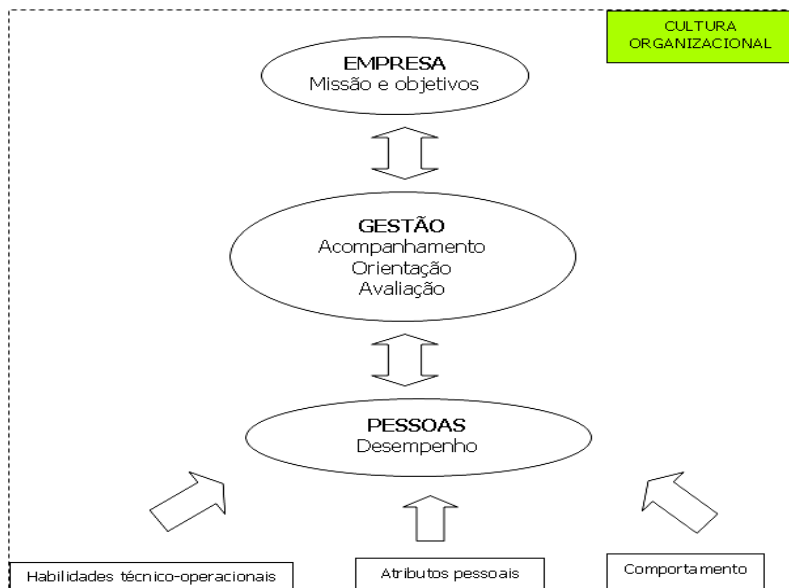 CULTURA
ORGANIZACIONAL
EMPRESA
Missão e objetivos
GESTÃO
Acompanhamento
Orientação
Avaliação
PESSOAS
Desempenho
Habilidades técnico-operacionais
Atributos pessoais
Comportamento